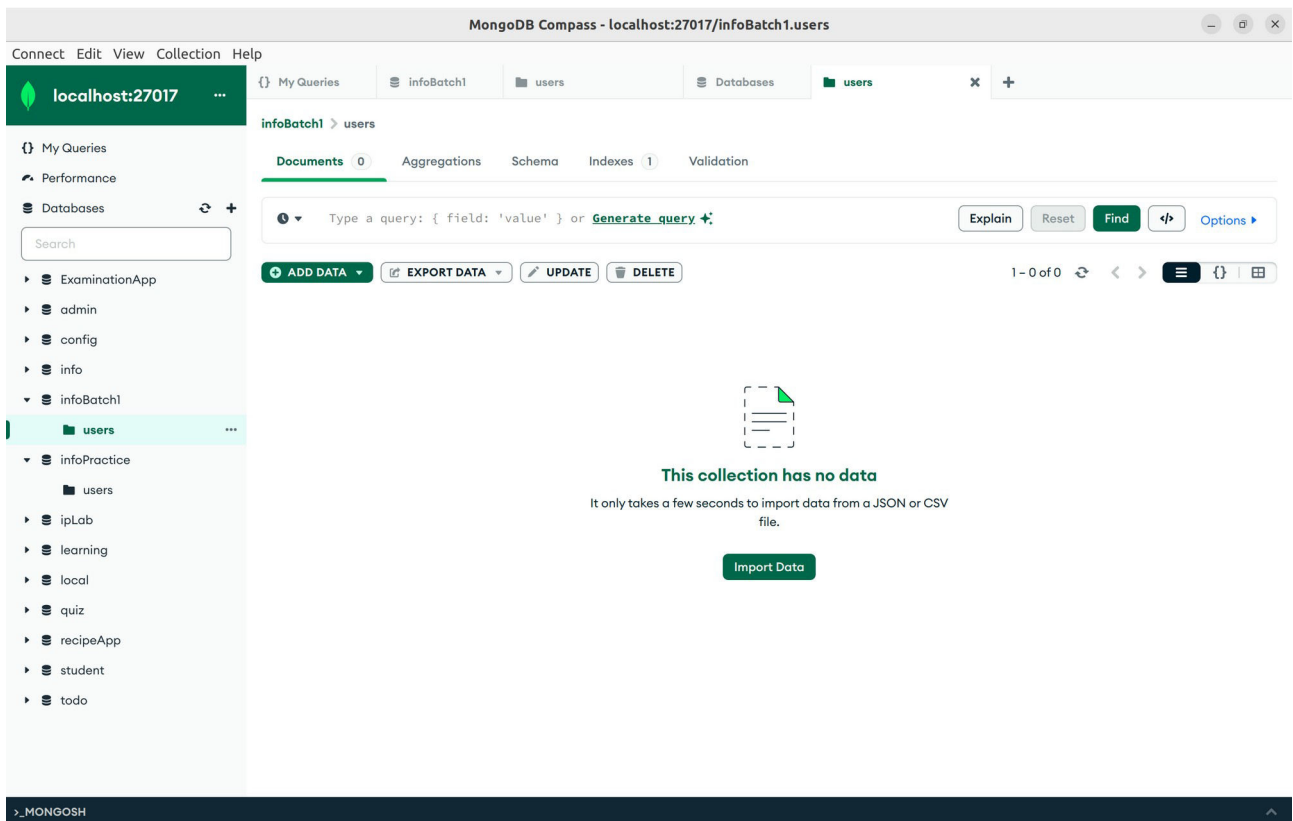 MongoDB Compass - localhost:27017/infoBatch1.users
Connect Edit View Collection Help
localhost:27017
{} My Queries
Performance
Databases
Search
ExaminationApp
admin
config
info
infoBatch1
users
infoPractice
users
ipLab
learning
local
quiz
recipeApp
student
todo
{} My Queries infoBatch1 users Databases users
infoBatch1 > users
Documents 0 Aggregations Schema Indexes 1 Validation
Type a query: { field: 'value' } or Generate query
Explain Reset Find </> Options
ADD DATA EXPORT DATA UPDATE DELETE 1 – 0 of 0 {}
This collection has no data
It only takes a few seconds to import data from a JSON or CSV
file.
Import Data
>_MONGOSH